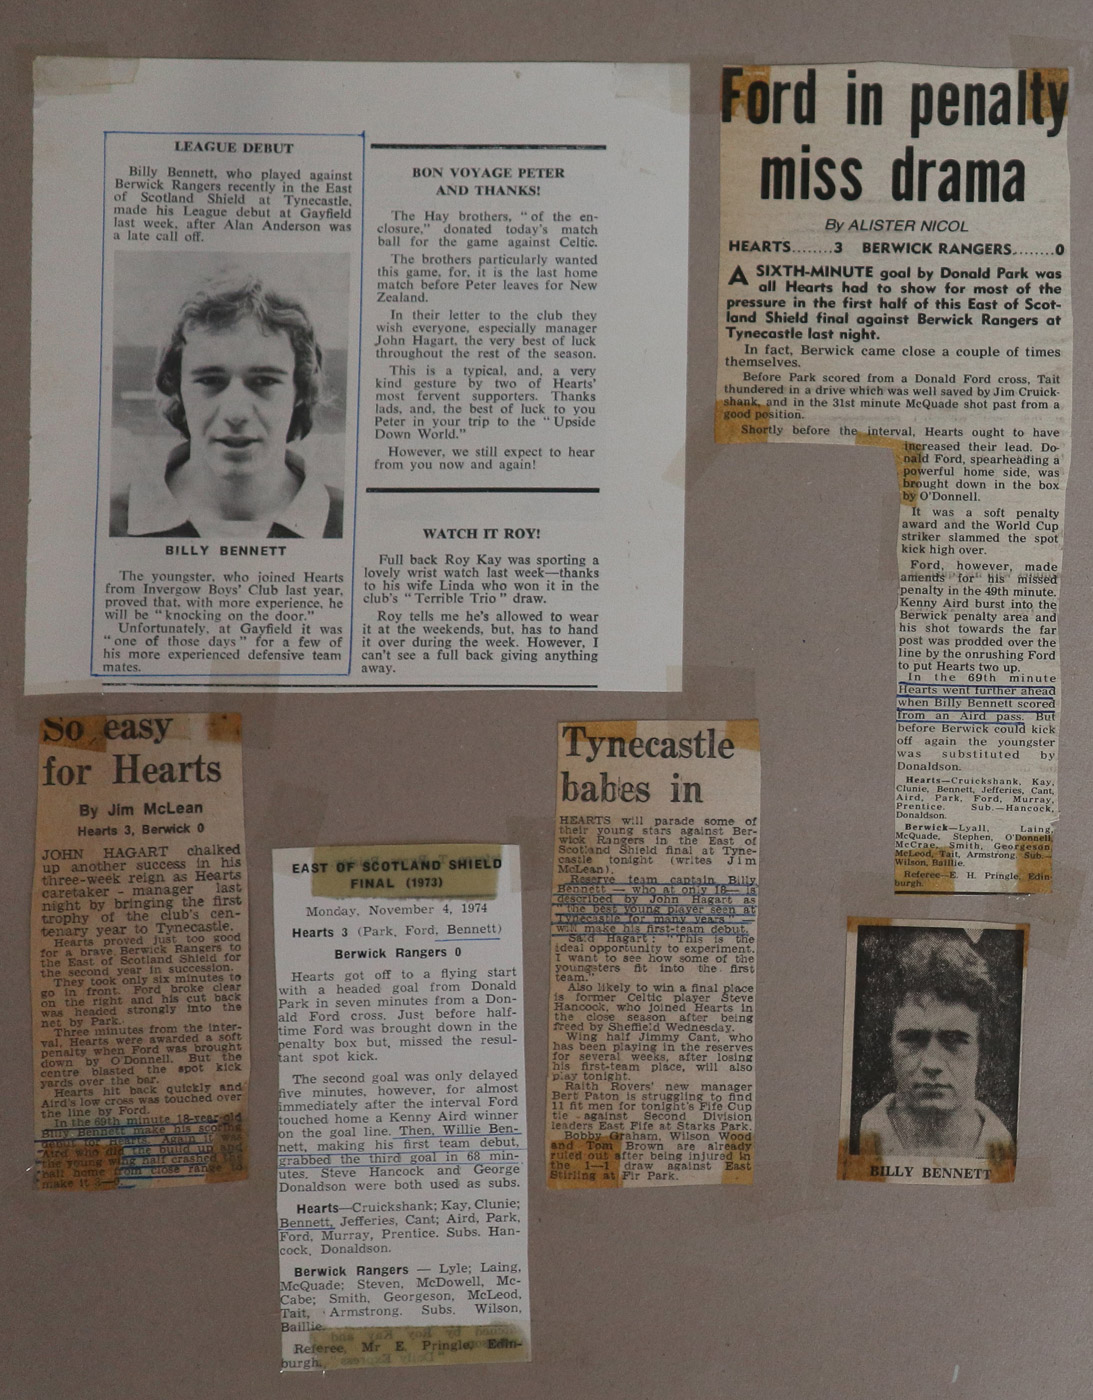 LEAGUE DEBUT
Billy Bennett, who played against
Berwick Rangers recently in the East
of Scotland Shield at Tynecastle,
made his League debut at Gayfield
last week, after Alan Anderson was
a late call off.
BILLY BENNETT
The youngster, who joined Hearts
from Invergow Boys' Club last year,
proved that, with more experience, he
will be "knocking on the door."
Unfortunately, at Gayfield it was
"one of those days" for a few of
his more experienced defensive team
mates.
BON VOYAGE PETER
AND THANKS!
The Hay brothers, "of the en-
closure," donated today's match
ball for the game against Celtic.
The brothers particularly wanted
this game, for, it is the last home
match before Peter leaves for New
Zealand.
In their letter to the club they
wish everyone, especially manager
John Hagart, the very best of luck
throughout the rest of the season.
This is a typical, and, a very
kind gesture by two of Hearts'
most fervent supporters. Thanks
lads, and, the best of luck to you
Peter in your trip to the "Upside
Down World."
However, we still expect to hear
from you now and again!
WATCH IT ROY!
Full back Roy Kay was sporting a
lovely wrist watch last week—thanks
to his wife Linda who won it in the
club's "Terrible Trio" draw.
Roy tells me he's allowed to wear
it at the weekends, but, has to hand
it over during the week. However, I
can't see a full back giving anything
away.
Ford in penalty
miss drama
By ALISTER NICOL
HEARTS........3 BERWICK RANGERS........0
A SIXTH-MINUTE goal by Donald Park was
all Hearts had to show for most of the
pressure in the first half of this East of Scot-
land Shield final against Berwick Rangers at
Tynecastle last night.
In fact, Berwick came close a couple of times
themselves.
Before Park scored from a Donald Ford cross, Tait
thundered in a drive which was well saved by Jim Cruick-
shank, and in the 31st minute McQuade shot past from a
good position.
Shortly before the interval, Hearts ought to have
increased their lead. Do-
nald Ford, spearheading a
powerful home side, was
brought down in the box
by O'Donnell.
It was a soft penalty
award and the World Cup
striker slammed the spot
kick high over.
Ford, however, made
amends for his missed
penalty in the 49th minute.
Kenny Aird burst into the
Berwick penalty area and
his shot towards the far
post was prodded over the
line by the onrushing Ford
to put Hearts two up.
In the 69th minute
Hearts went further ahead
when Billy Bennett scored
from an Aird pass. But
before Berwick could kick
off again the youngster
was substituted by
Donaldson.
Hearts—Cruickshank, Kay,
Clunie, Bennett, Jefferies, Cant,
Aird, Park, Ford, Murray,
Prentice. Sub.—Hancock,
Donaldson.
Berwick—Lyall, Laing,
McQuade, Stephen, O'Donnell,
McCrae, Smith, Georgeson,
McLeod, Tait, Armstrong. Sub.—
Wilson, Baillie.
Referee—E. H. Pringle, Edin-
burgh.
So easy
for Hearts
By Jim McLean
Hearts 3, Berwick 0
JOHN HAGART chalked
up another success in his
three-week reign as Hearts
caretaker - manager last
night by bringing the first
trophy of the club's cen-
tenary year to Tynecastle.
Hearts proved just too good
for a brave Berwick Rangers to
the East of Scotland Shield for
the second year in succession.
They took only six minutes to
go in front. Ford broke clear
on the right and his cut back
was headed strongly into the
net by Park.
Three minutes from the inter-
val, Hearts were awarded a soft
penalty when Ford was brought
down by O'Donnell. But the
centre blasted the spot kick
yards over the bar.
Hearts hit back quickly and
Aird's low cross was touched over
the line by Ford.
In the 69th minute 18-year-old
Billy Bennett make his scoring
debut for Hearts. Again it was
Aird who did the build up and
the young wing half crashed the
ball home from close range to
make it 3—
EAST OF SCOTLAND SHIELD
FINAL (1973)
Monday, November 4, 1974
Hearts 3 (Park, Ford, Bennett)
Berwick Rangers 0
Hearts got off to a flying start
with a headed goal from Donald
Park in seven minutes from a Don-
ald Ford cross. Just before half-
time Ford was brought down in the
penalty box but, missed the resul-
tant spot kick.
The second goal was only delayed
five minutes, however, for almost
immediately after the interval Ford
touched home a Kenny Aird winner
on the goal line. Then, Willie Ben-
nett, making his first team debut,
grabbed the third goal in 68 min-
utes. Steve Hancock and George
Donaldson were both used as subs.
Hearts—Cruickshank; Kay, Clunie;
Bennett, Jefferies, Cant; Aird, Park,
Ford, Murray, Prentice. Subs. Han-
cock, Donaldson.
Berwick Rangers — Lyle; Laing,
McQuade; Steven, McDowell, Mc-
Cabe; Smith, Georgeson, McLeod,
Tait, Armstrong. Subs, Wilson,
Baillie.
Referee, Mr E. Pringle, Edin-
burgh.
Tynecastle
babes in
HEARTS will parade some of
their young stars against Ber-
wick Rangers in the East of
Scotland Shield final at Tyne-
castle tonight (writes Jim
McLean).
Reserve team captain Billy
Bennett — who at only 18— is
described by John Hagart as
"the best young player seen at
Tynecastle for many years"—
will make his first-team debut.
Said Hagart: "This is the
ideal opportunity to experiment.
I want to see how some of the
youngsters fit into the first
team."
Also likely to win a final place
is former Celtic player Steve
Hancock, who joined Hearts in
the close season after being
freed by Sheffield Wednesday.
Wing half Jimmy Cant, who
has been playing in the reserves
for several weeks, after losing
his first-team place, will also
play tonight.
Raith Rovers' new manager
Bert Paton is struggling to find
11 fit men for tonight's Fife Cup
tie against Second Division
leaders East Fife at Starks Park.
Bobby Graham, Wilson Wood
and Tom Brown are already
ruled out after being injured in
the 1—1 draw against East
Stirling at Fir Park.
BILLY BENNETT